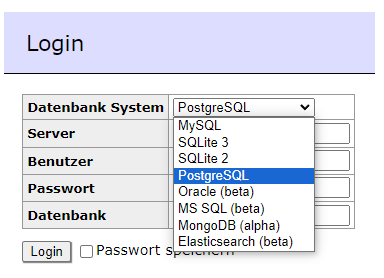 Login
Datenbank System PostgreSQL
MySQL
Server
SQLite 3
SQLite 2
Benutzer
PostgreSQL
Passwort
Oracle (beta)
MS SQL (beta)
Datenbank
MongoDB (alpha)
Elasticsearch (beta)
Login Passwort speichern